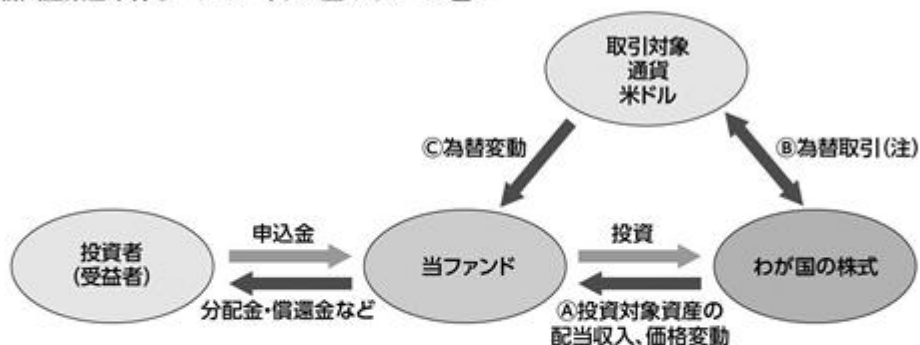 取引対象
通貨
米ドル
Ⓒ為替変動
Ⓑ為替取引(注)
投資者
(受益者)
申込金
分配金・償還金など
当ファンド
投資
Ⓐ投資対象資産の
配当収入、価格変動
わが国の株式